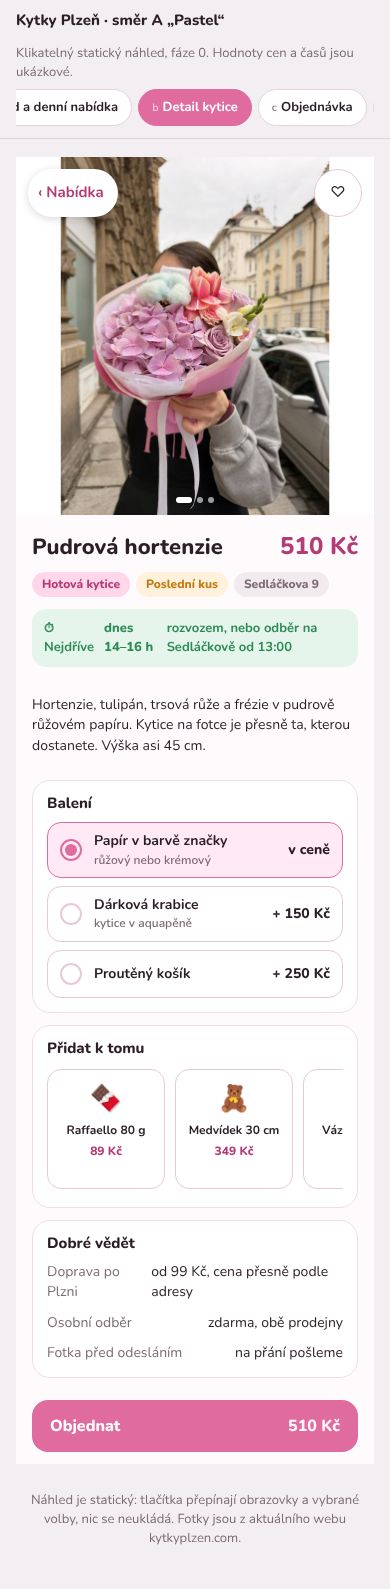 Kytky Plzeň · směr A „Pastel“
Klikatelný statický náhled, fáze 0. Hodnoty cen a časů jsou
ukázkové.
d a denní nabídka
b Detail kytice
c Objednávka
‹ Nabídka
Pudrová hortenzie
510 Kč
Hotová kytice
Poslední kus
Sedláčkova 9
Nejdříve
dnes
14–16 h
rozvozem, nebo odběr na
Sedláčkově od 13:00
Hortenzie, tulipán, trsová růže a frézie v pudrově
růžovém papíru. Kytice na fotce je přesně ta, kterou
dostanete. Výška asi 45 cm.
Balení
Papír v barvě značky
růžový nebo krémový
v ceně
Dárková krabice
kytice v aquapěně
+ 150 Kč
Proutěný košík
+ 250 Kč
Přidat k tomu
Raffaello 80 g
89 Kč
Medvídek 30 cm
349 Kč
Váz
Dobré vědět
Doprava po
Plzni
od 99 Kč, cena přesně podle
adresy
Osobní odběr
zdarma, obě prodejny
Fotka před odesláním
na přání pošleme
Objednat
510 Kč
Náhled je statický: tlačítka přepínají obrazovky a vybrané
volby, nic se neukládá. Fotky jsou z aktuálního webu
kytkyplzen.com.